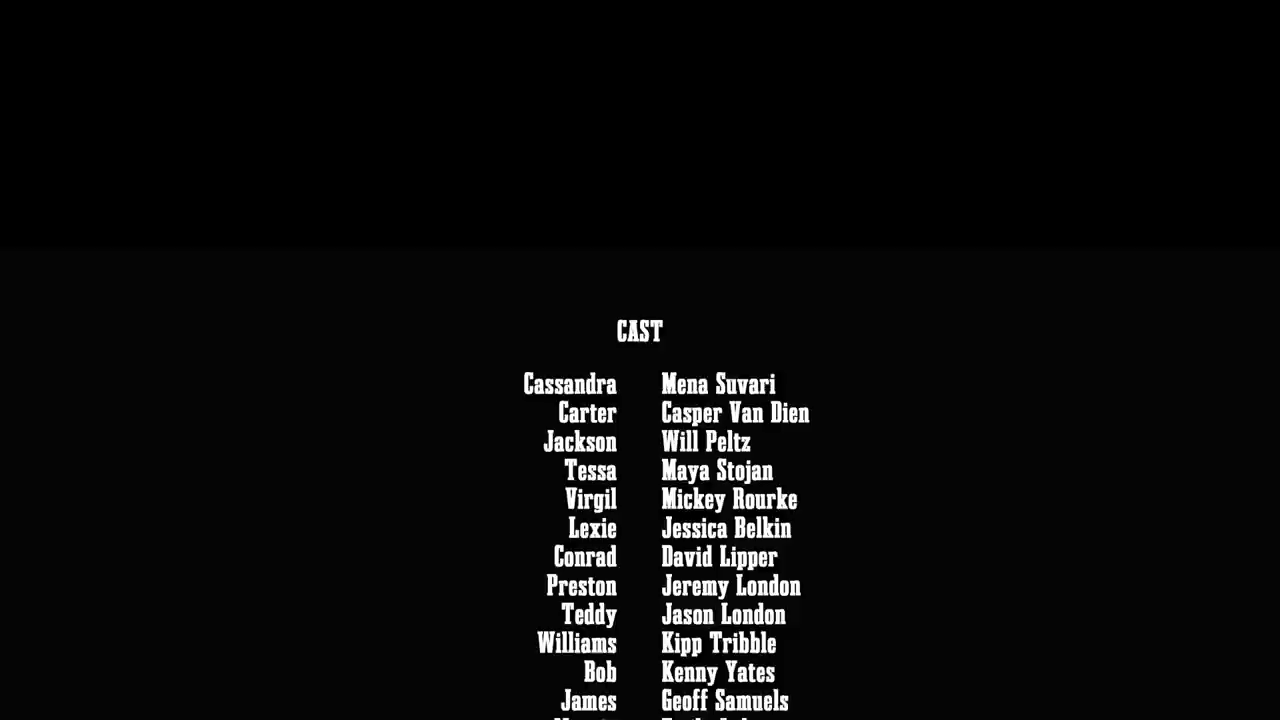 CAST
Cassandra Mena Suvari
Carter Casper Van Dien
Jackson Will Peltz
Tessa Maya Stojan
Virgil Mickey Rourke
Lexie Jessica Belkin
Conrad David Lipper
Preston Jeremy London
Teddy Jason London
Williams Kipp Tribble
Bob Kenny Yates
James Geoff Samuels